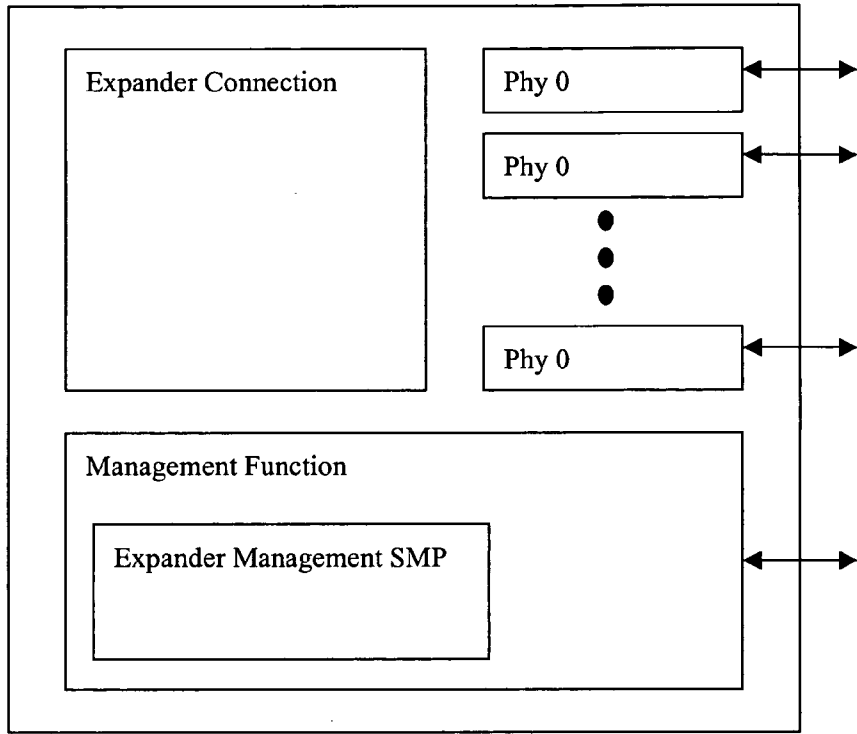 Expander Connection
Phy 0
Phy 0
Phy 0
Management Function
Expander Management SMP